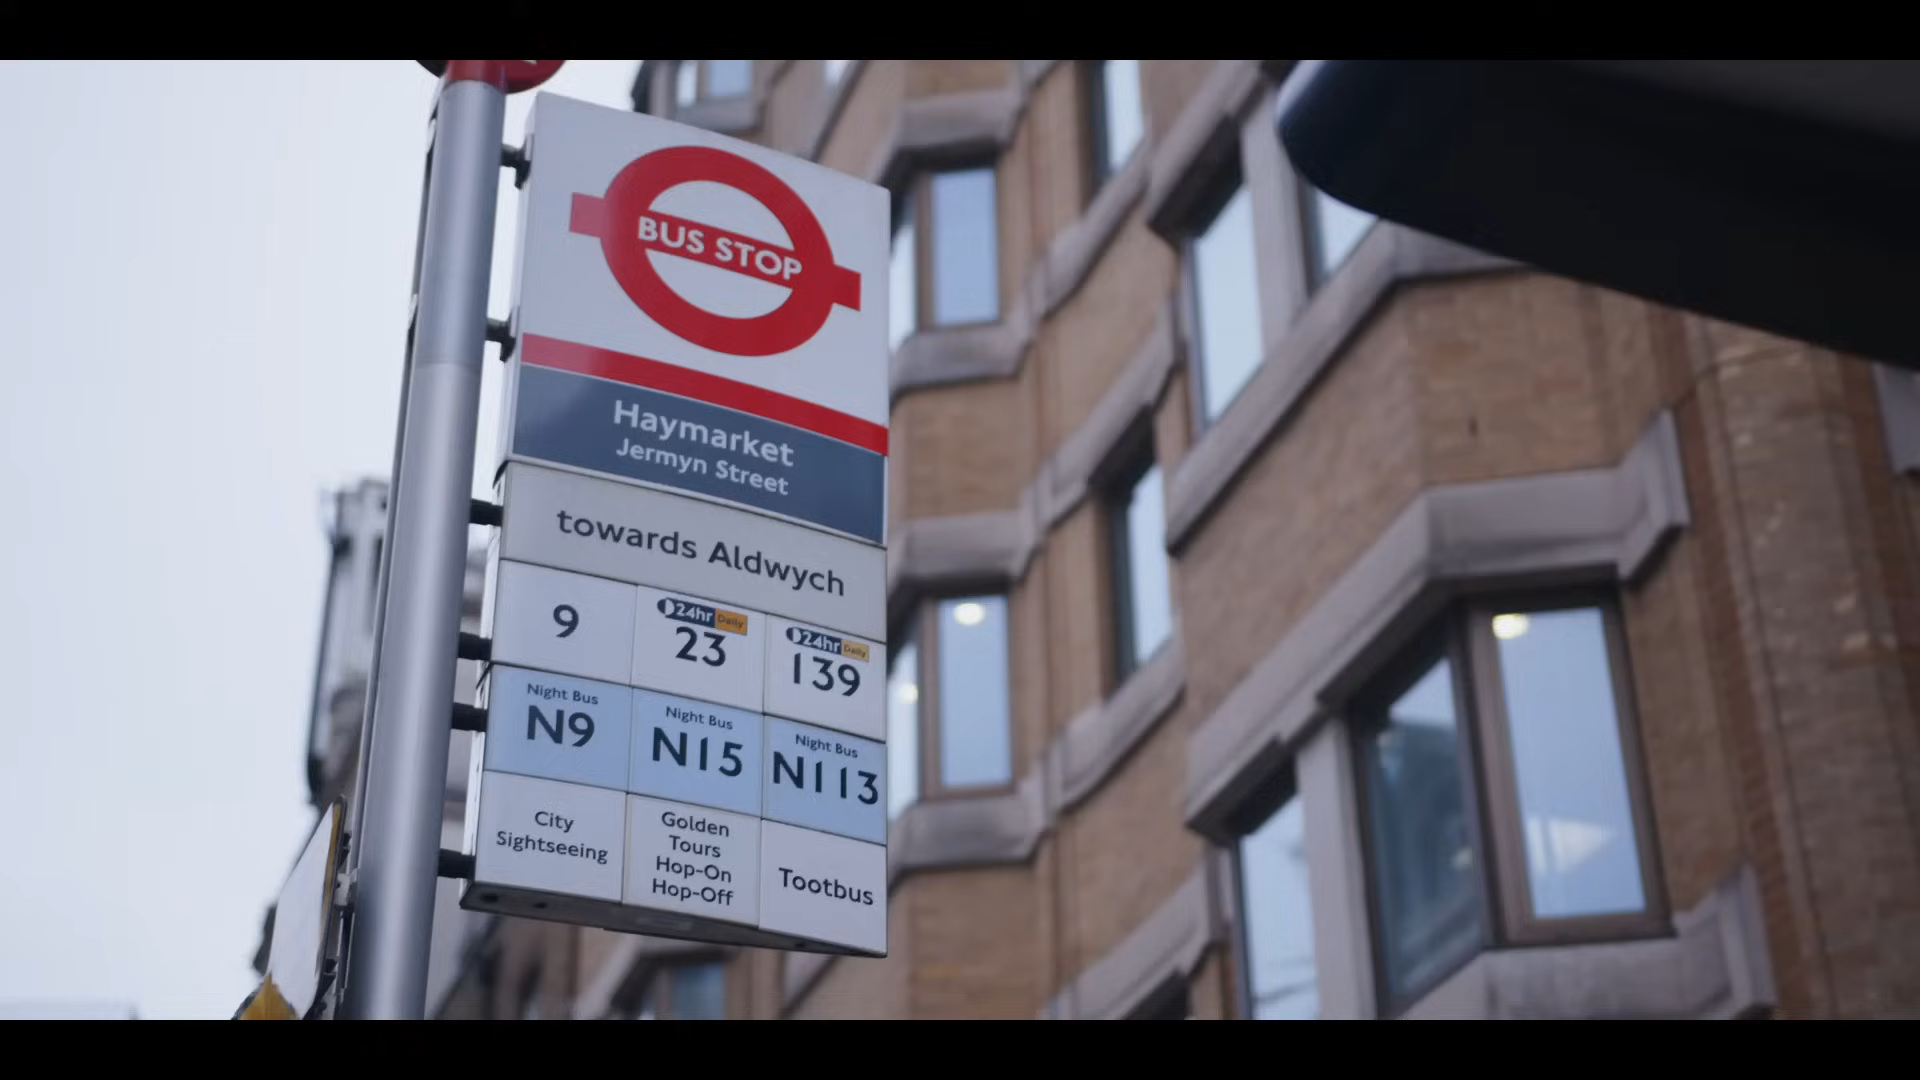 BUS STOP
Haymarket
Jermyn Street
towards Aldwych
9
24hr Daily
23
24hr Daily
139
Night Bus
N9
Night Bus
N15
Night Bus
N113
City
Sightseeing
Golden
Tours
Hop-On
Hop-Off
Tootbus